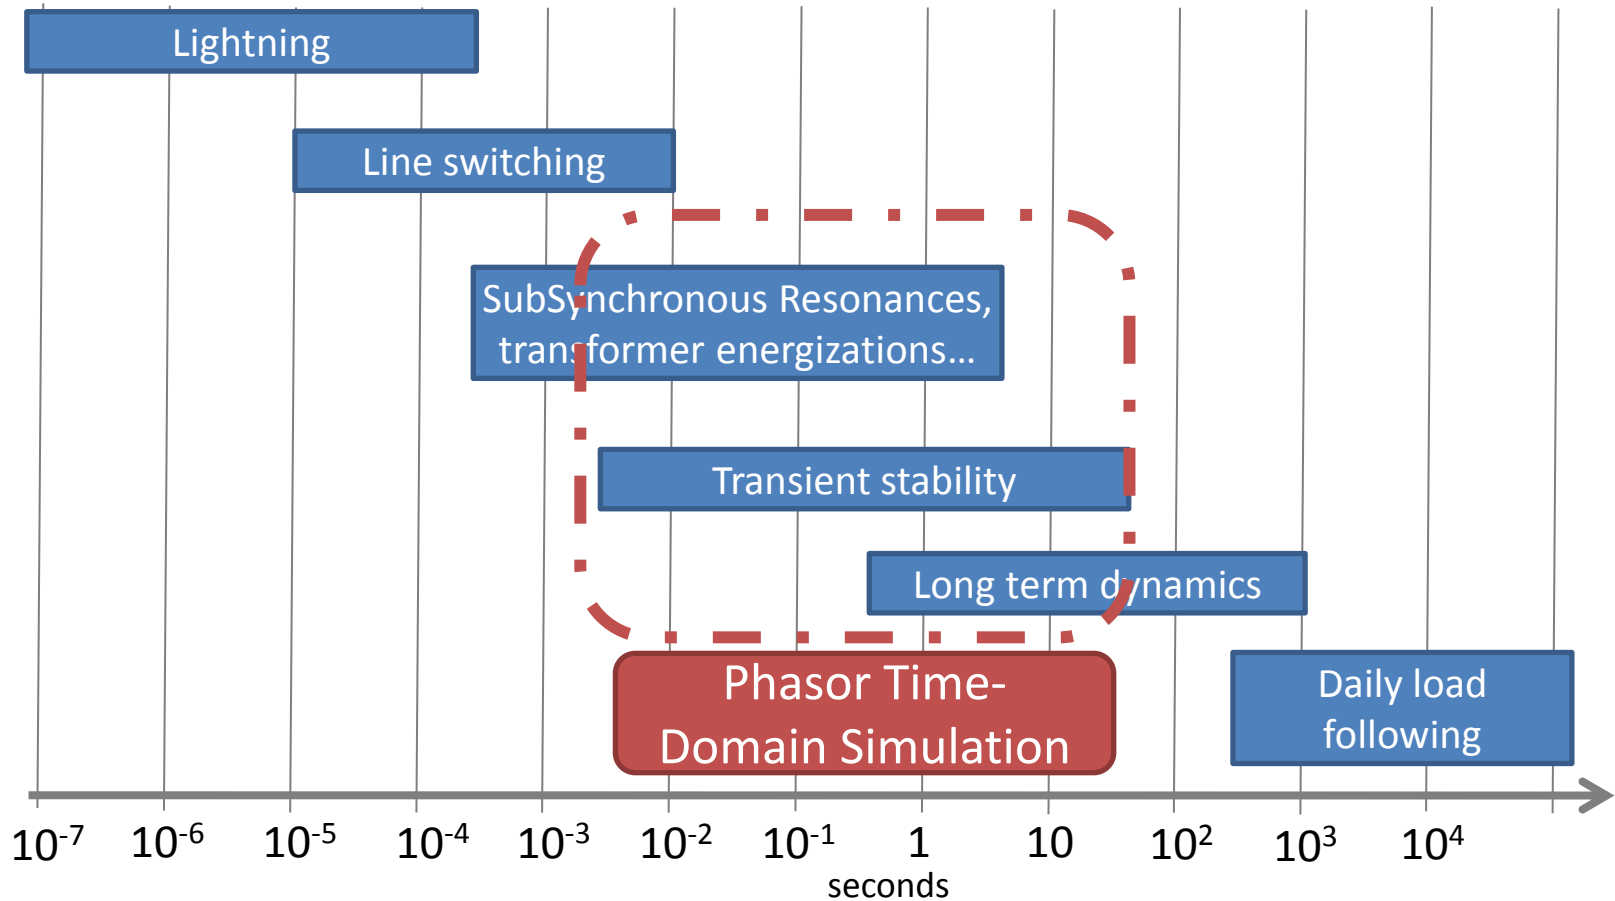 Lightning
Line switching
SubSynchronous Resonances,
transformer energizations...
Transient stability
Long term dynamics
Phasor Time-
Domain Simulation
Daily load
following
10⁻⁷ 10⁻⁶ 10⁻⁵ 10⁻⁴ 10⁻³ 10⁻² 10⁻¹ 1 10 10² 10³ 10⁴
seconds